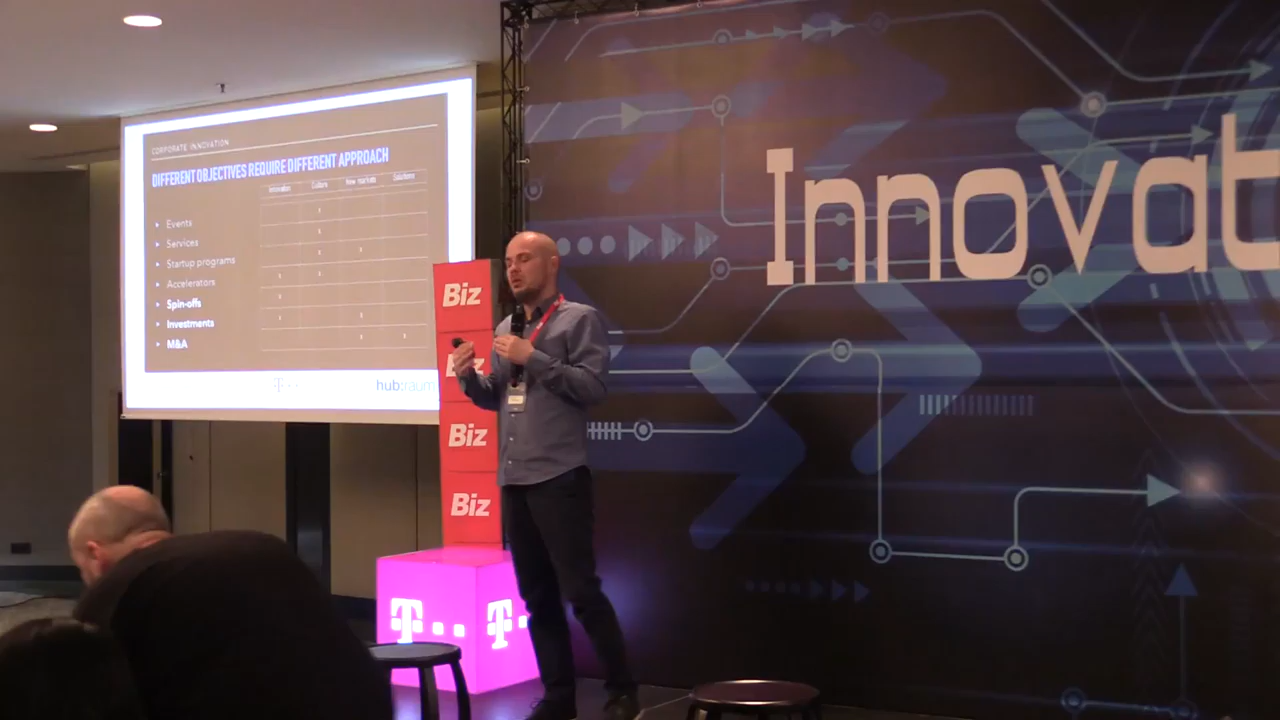 CORPORATE INNOVATION
DIFFERENT OBJECTIVES REQUIRE DIFFERENT APPROACH
Innovation Culture New markets Solutions
Events
Services
Startup programs
Accelerators
Spin-offs
Investments
M&A
T
hub:raum
Biz
Biz
Biz
Biz
T T
Innovat